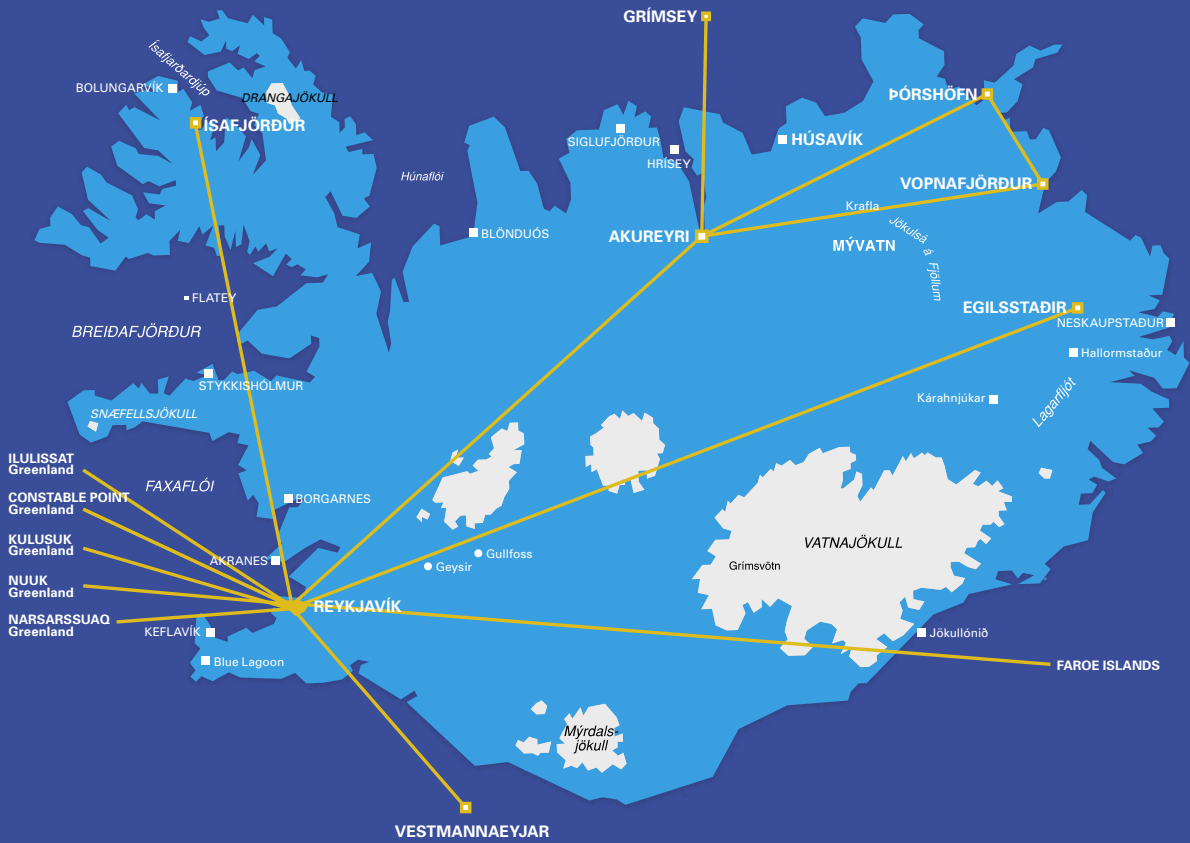 GRÍMSEY
Ísafjarðardjúp
BOLUNGARVÍK
DRANGAJÖKULL
ÞÓRSHÖFN
ÍSAFJÖRÐUR
SIGLUFJÖRÐUR
HÚSAVÍK
HRÍSEY
Húnaflói
VOPNAFJÖRÐUR
Krafla
BLÖNDUÓS
AKUREYRI
Jökulsá á Fjöllum
MÝVATN
FLATEY
EGILSSTAÐIR
NESKAUPSTAÐUR
BREIÐAFJÖRÐUR
Hallormstaður
STYKKISHÓLMUR
Kárahnjúkar
Lagarfljót
SNÆFELLSJÖKULL
ILULISSAT
Greenland
FAXAFLÓI
CONSTABLE POINT
Greenland
BORGARNES
KULUSUK
Greenland
VATNAJÖKULL
Gullfoss
AKRANES
Geysir
Grímsvötn
NUUK
Greenland
REYKJAVÍK
NARSARSSUAQ
Greenland
KEFLAVÍK
Jökullónið
Blue Lagoon
FAROE ISLANDS
Mýrdals-
jökull
VESTMANNAEYJAR